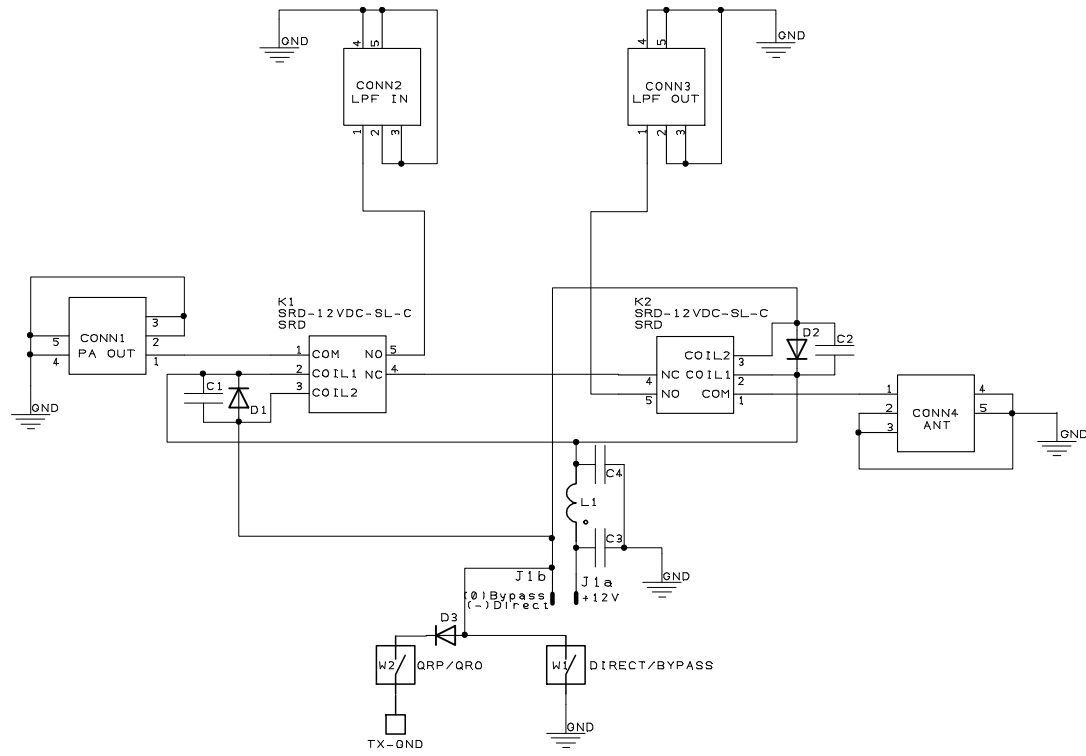 GND
GND
4
5
4
5
CONN2
LPF IN
CONN3
LPF OUT
1
2
3
1
2
3
K1
SRD-12VDC-SL-C
SRD
K2
SRD-12VDC-SL-C
SRD
CONN1
PA OUT
5
4
3
2
1
1
2
3
COM
COIL1
COIL2
NO
NC
5
4
C1
D1
COIL2
NC COIL1
NO COM
4
5
3
2
1
D2
C2
1
2
3
CONN4
ANT
4
5
GND
GND
C4
L1
C3
GND
J1b
J1a
(0)Bypass
(-)Direct
+12V
D3
W2
QRP/QRO
W1
DIRECT/BYPASS
TX-GND
GND